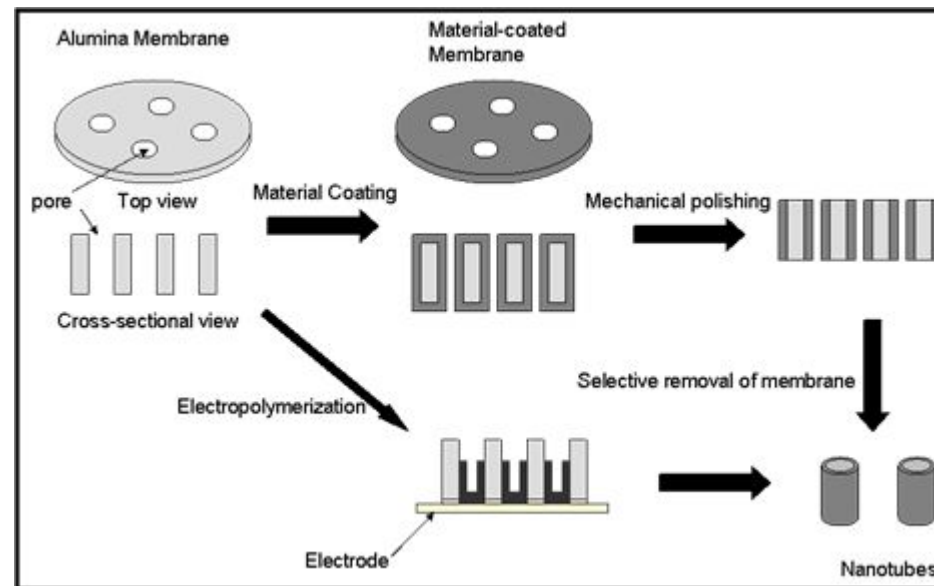 Alumina Membrane
Material-coated
Membrane
pore
Top view
Material Coating
Mechanical polishing
Cross-sectional view
Selective removal of membrane
Electropolymerization
Electrode
Nanotubes